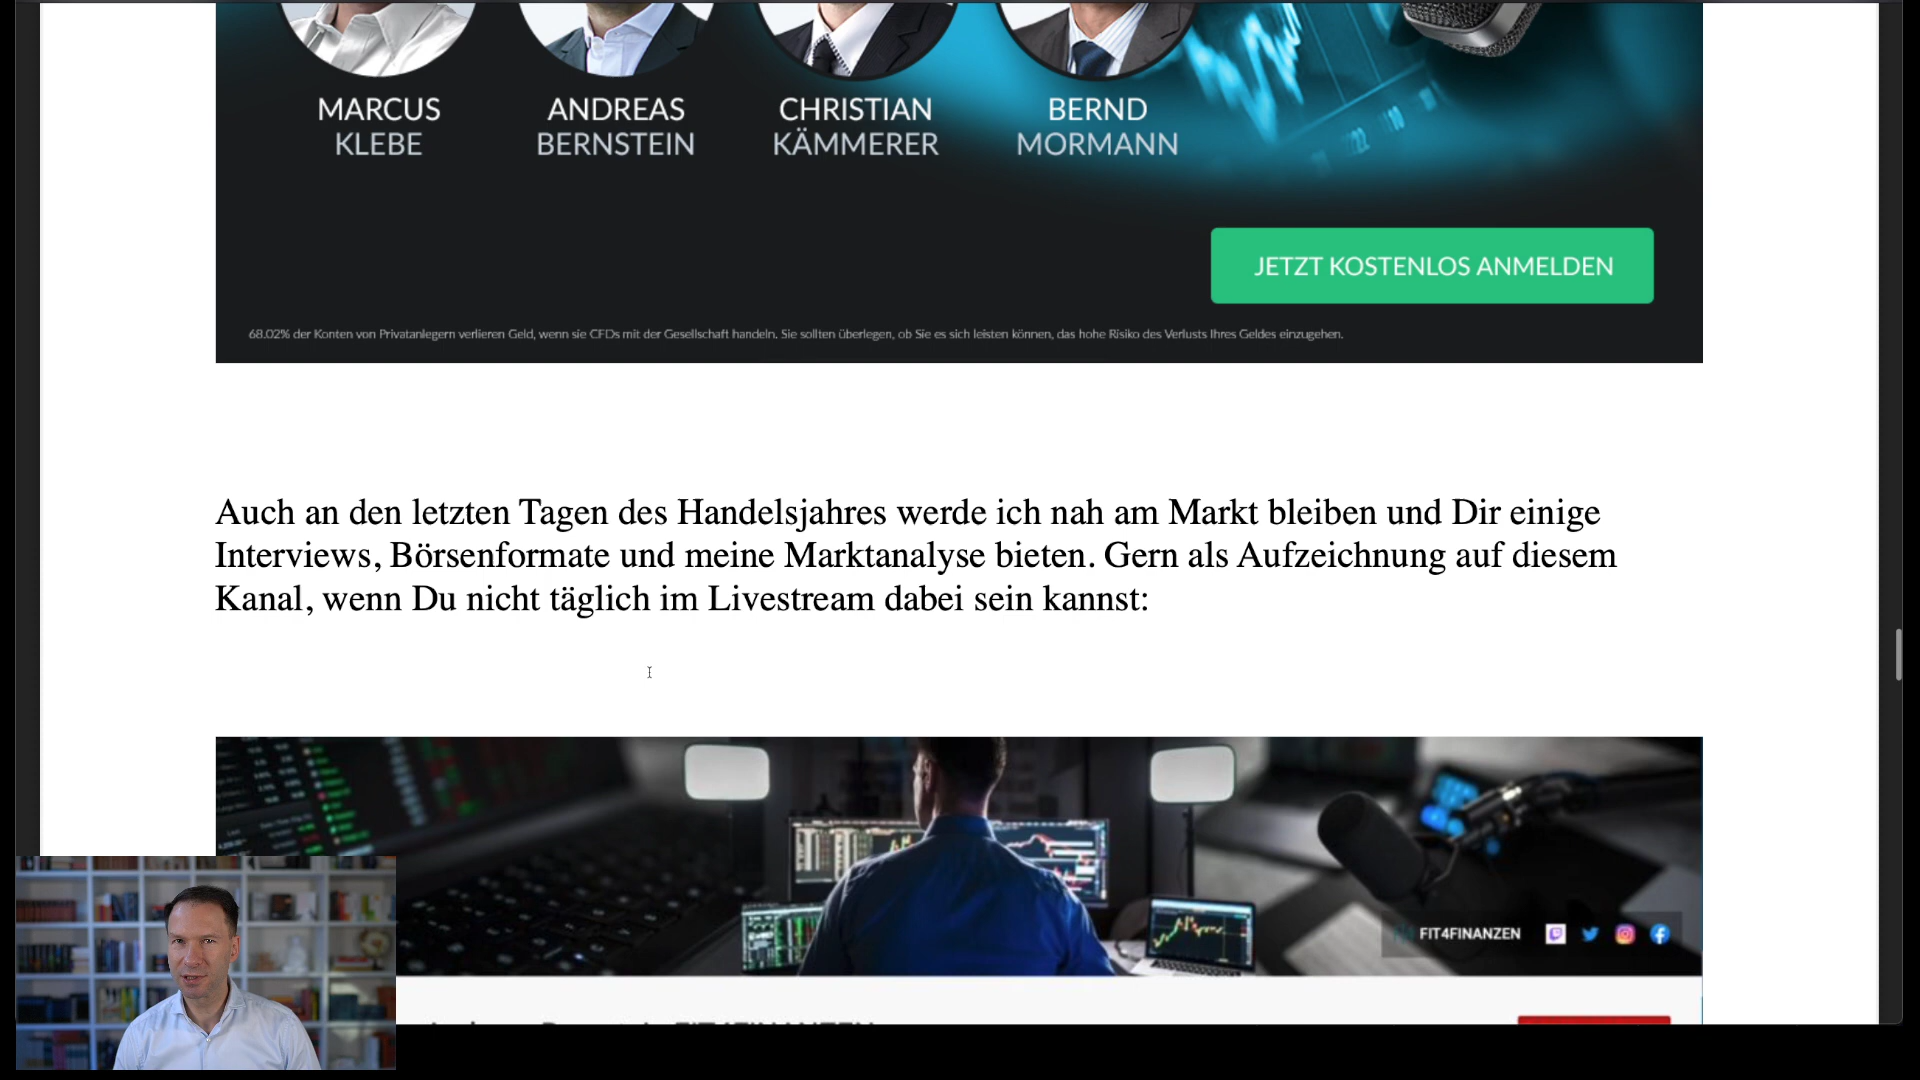 MARCUS
KLEBE
ANDREAS
BERNSTEIN
CHRISTIAN
KÄMMERER
BERND
MORMANN
JETZT KOSTENLOS ANMELDEN
68.02% der Konten von Privatanlegern verlieren Geld, wenn sie CFDs mit der Gesellschaft handeln. Sie sollten überlegen, ob Sie es sich leisten können, das hohe Risiko des Verlusts Ihres Geldes einzugehen.
Auch an den letzten Tagen des Handelsjahres werde ich nah am Markt bleiben und Dir einige
Interviews, Börsenformate und meine Marktanalyse bieten. Gern als Aufzeichnung auf diesem
Kanal, wenn Du nicht täglich im Livestream dabei sein kannst:
FIT4FINANZEN